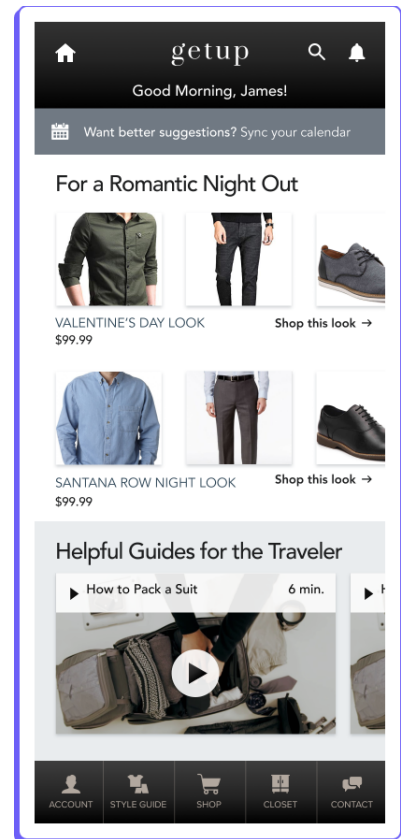 getup
Good Morning, James!
Want better suggestions? Sync your calendar
For a Romantic Night Out
VALENTINE'S DAY LOOK
Shop this look →
$99.99
SANTANA ROW NIGHT LOOK
Shop this look →
$99.99
Helpful Guides for the Traveler
How to Pack a Suit
6 min.
ACCOUNT
STYLE GUIDE
SHOP
CLOSET
CONTACT